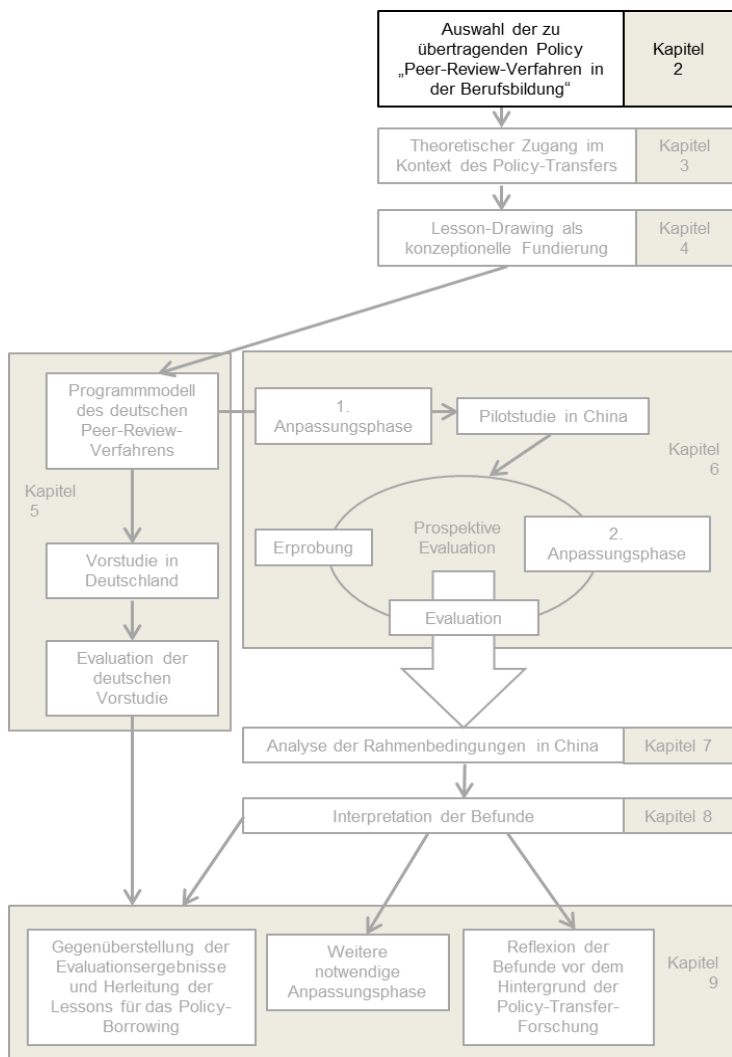 Auswahl der zu
übertragenden Policy
„Peer-Review-Verfahren in
der Berufsbildung“
Kapitel
2
Theoretischer Zugang im
Kontext des Policy-Transfers
Kapitel
3
Lesson-Drawing als
konzeptionelle Fundierung
Kapitel
4
Programmmodell
des deutschen
Peer-Review-
Verfahrens
Kapitel
5
Vorstudie in
Deutschland
Evaluation der
deutschen
Vorstudie
1.
Anpassungsphase
Pilotstudie in China
Kapitel
6
Erprobung
Prospektive
Evaluation
2.
Anpassungsphase
Evaluation
Analyse der Rahmenbedingungen in China
Kapitel 7
Interpretation der Befunde
Kapitel 8
Gegenüberstellung der
Evaluationsergebnisse
und Herleitung der
Lessons für das Policy-
Borrowing
Weitere
notwendige
Anpassungsphase
Reflexion der
Befunde vor dem
Hintergrund der
Policy-Transfer-
Forschung
Kapitel
9